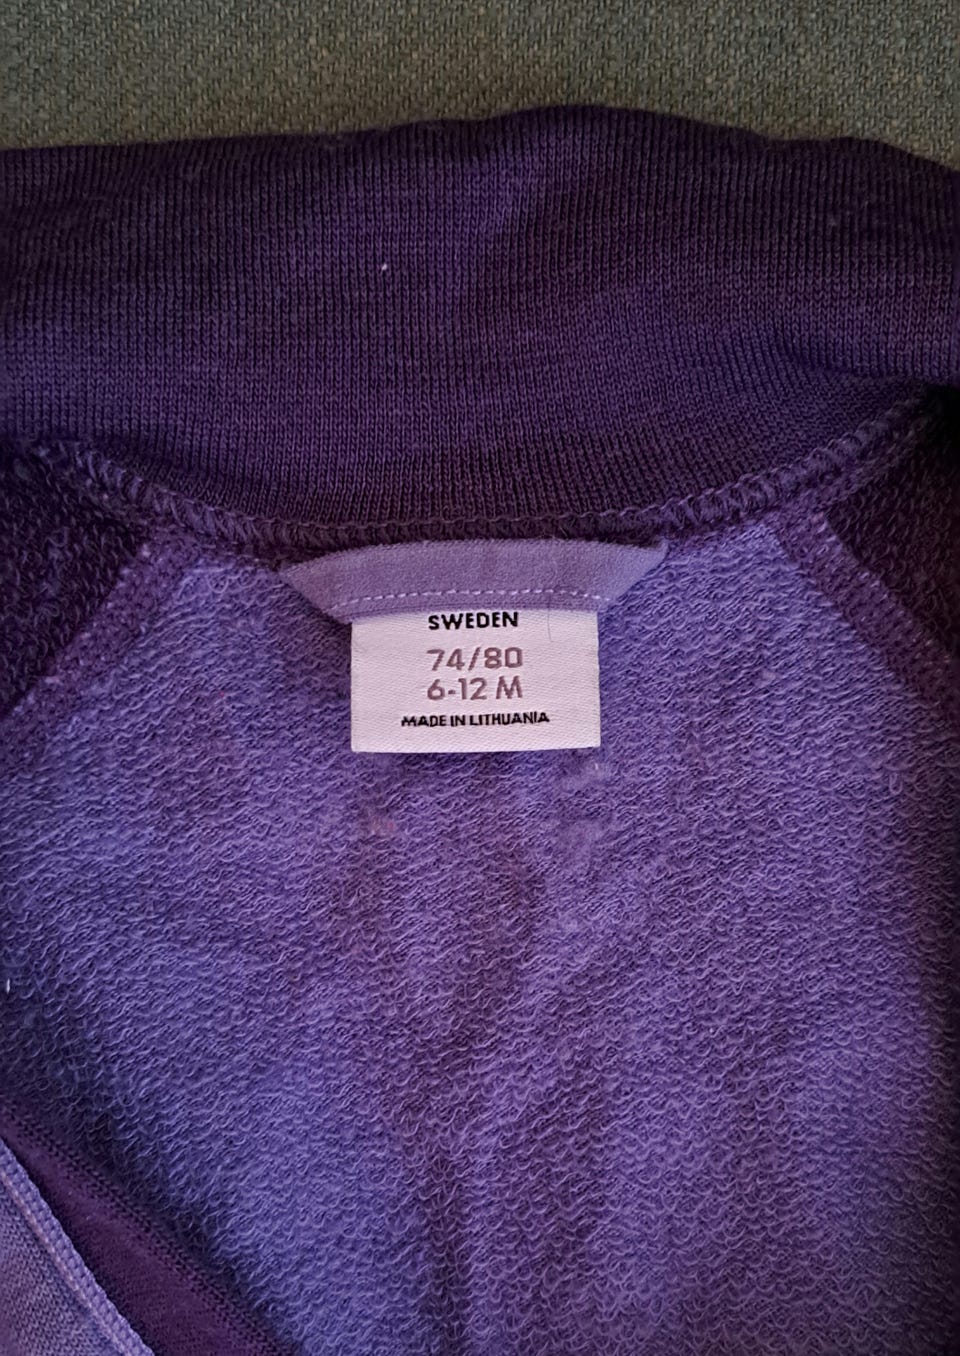 SWEDEN
74/80
6-12 M
MADE IN LITHUANIA